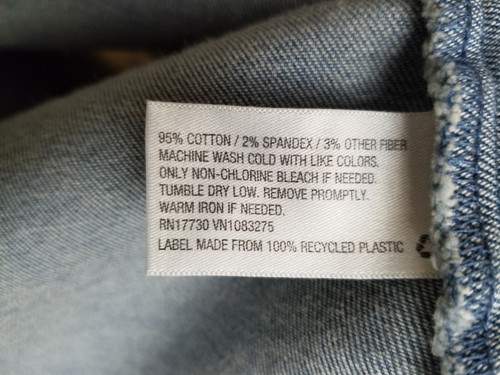 95% COTTON / 2% SPANDEX / 3% OTHER FIBER
MACHINE WASH COLD WITH LIKE COLORS.
ONLY NON-CHLORINE BLEACH IF NEEDED.
TUMBLE DRY LOW. REMOVE PROMPTLY.
WARM IRON IF NEEDED.
RN17730 VN1083275
LABEL MADE FROM 100% RECYCLED PLASTIC